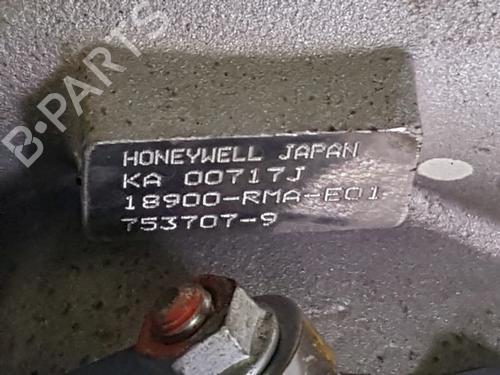 B-PARTS
HONEYWELL JAPAN
KA 00717J
18900-RMA-E01
753707-9